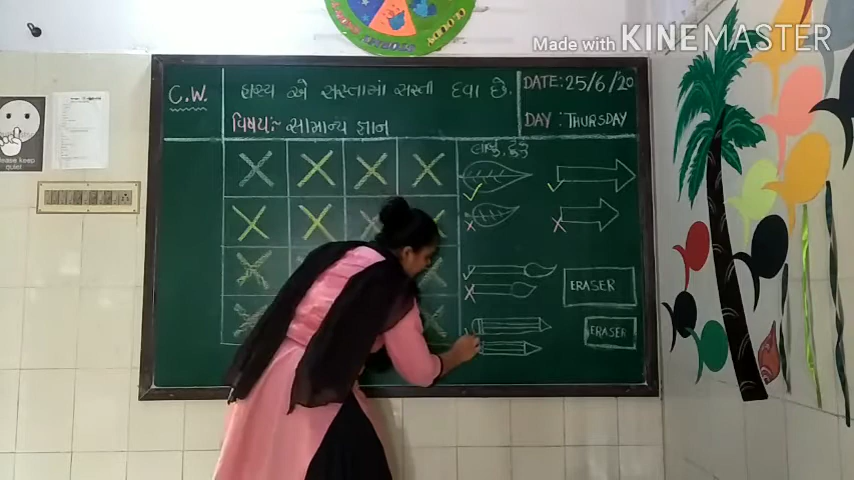 Made with KINEMASTER
C.W.
હાસ્ય એ સસ્તામાં સસ્તી દવા છે.
DATE: 25/6/20
વિષય:- સામાન્ય જ્ઞાન
DAY : THURSDAY
ERASER
ERASER